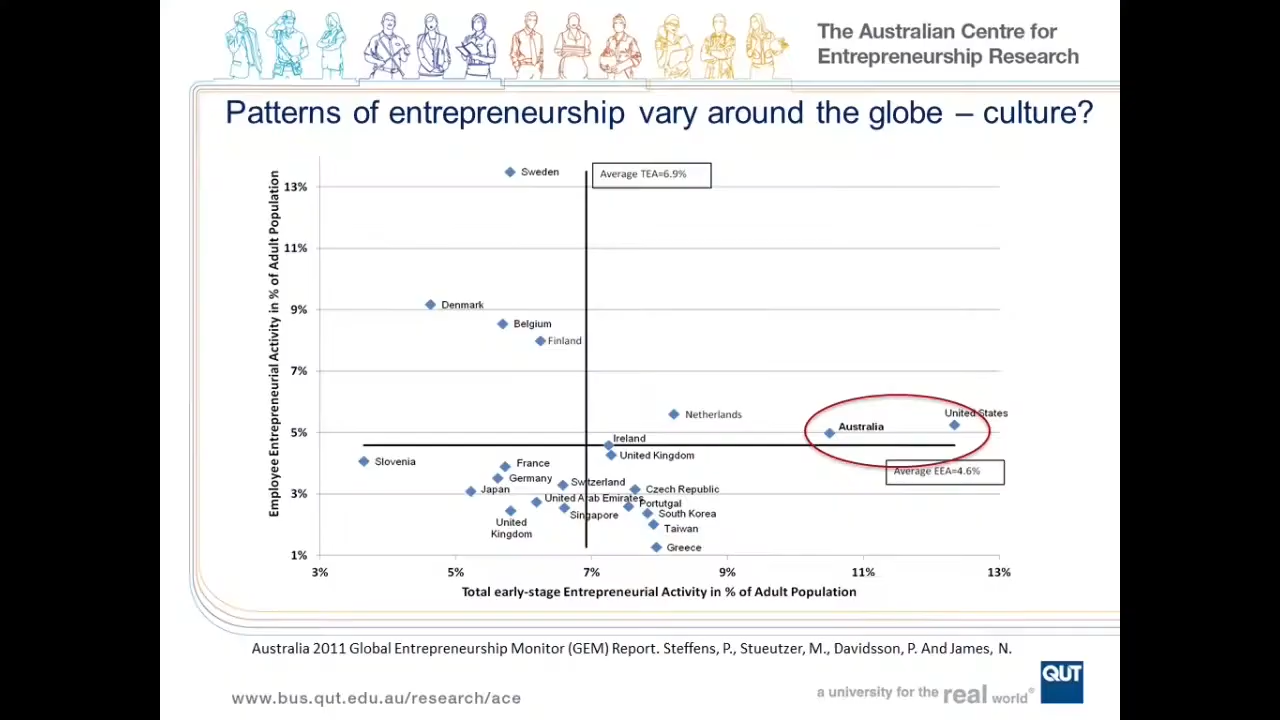 The Australian Centre for
Entrepreneurship Research
Patterns of entrepreneurship vary around the globe – culture?
Employee Entrepreneurial Activity in % of Adult Population
13%
11%
9%
7%
5%
3%
1%
Sweden
Average TEA=6.9%
Denmark
Belgium
Finland
Netherlands
United States
Australia
Ireland
United Kingdom
Average EEA=4.6%
Slovenia
France
Germany
Switzerland
Japan
Czech Republic
United Arab Emirates
Portutgal
Singapore
South Korea
United
Kingdom
Taiwan
Greece
3%
5%
7%
9%
11%
13%
Total early-stage Entrepreneurial Activity in % of Adult Population
Australia 2011 Global Entrepreneurship Monitor (GEM) Report. Steffens, P., Stueutzer, M., Davidsson, P. And James, N.
www.bus.qut.edu.au/research/ace
a university for the real world®
QUT